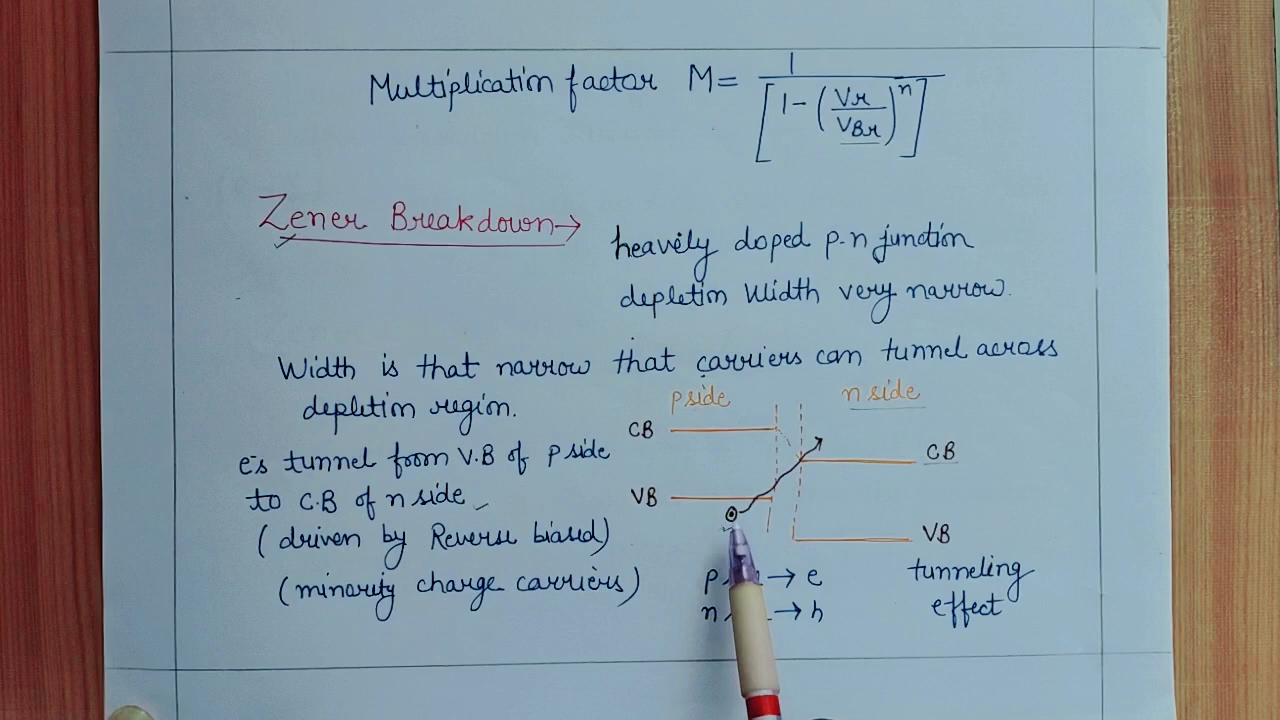 Multiplication factor M = 1 / [1 - (Vr/VBr)^n]
Zener Breakdown →
heavily doped p-n junction
depletion Width very narrow.
Width is that narrow that carriers can tunnel across
depletion region.
p side n side
CB
CB
e's tunnel from V.B of p side
to C.B of n side
VB
VB
(driven by Reverse biased)
(minority charge carriers)
p → e
n → h
tunneling
effect